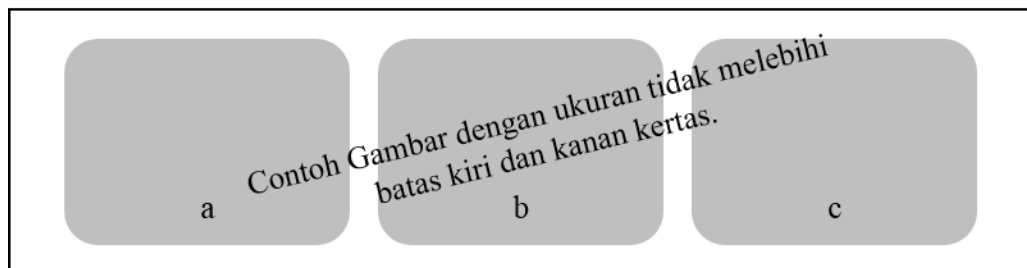 Contoh Gambar dengan ukuran tidak melebihi
batas kiri dan kanan kertas.
a
b
c